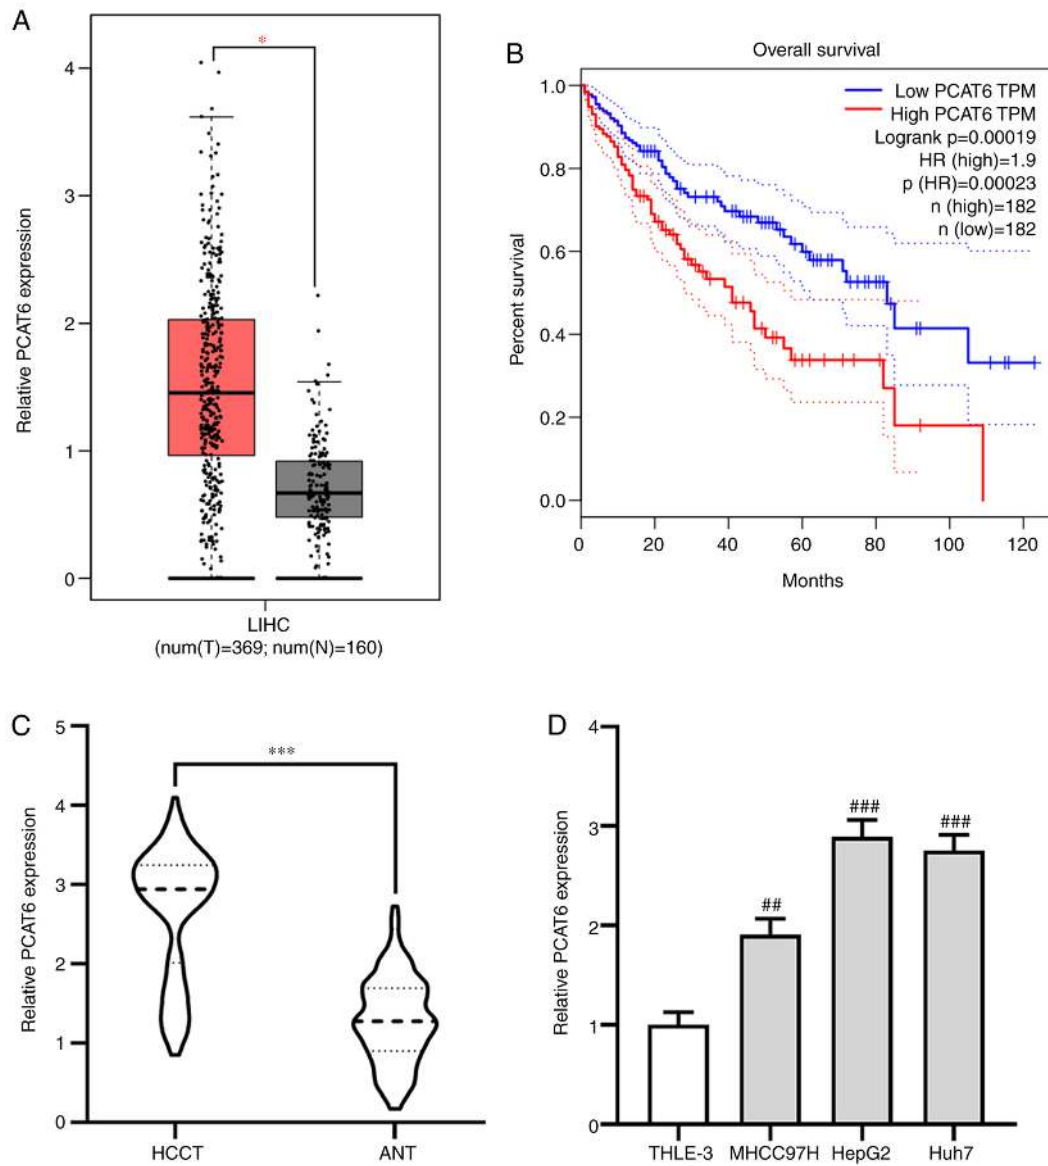 A
*
Relative PCAT6 expression
4
3
2
1
0
LIHC
(num(T)=369; num(N)=160)
B
Overall survival
Low PCAT6 TPM
High PCAT6 TPM
Logrank p=0.00019
HR (high)=1.9
p (HR)=0.00023
n (high)=182
n (low)=182
Percent survival
1.0
0.8
0.6
0.4
0.2
0.0
0 20 40 60 80 100 120
Months
C
***
Relative PCAT6 expression
5
4
3
2
1
0
HCCT ANT
D
Relative PCAT6 expression
4
3
2
1
0
##
###
###
THLE-3 MHCC97H HepG2 Huh7